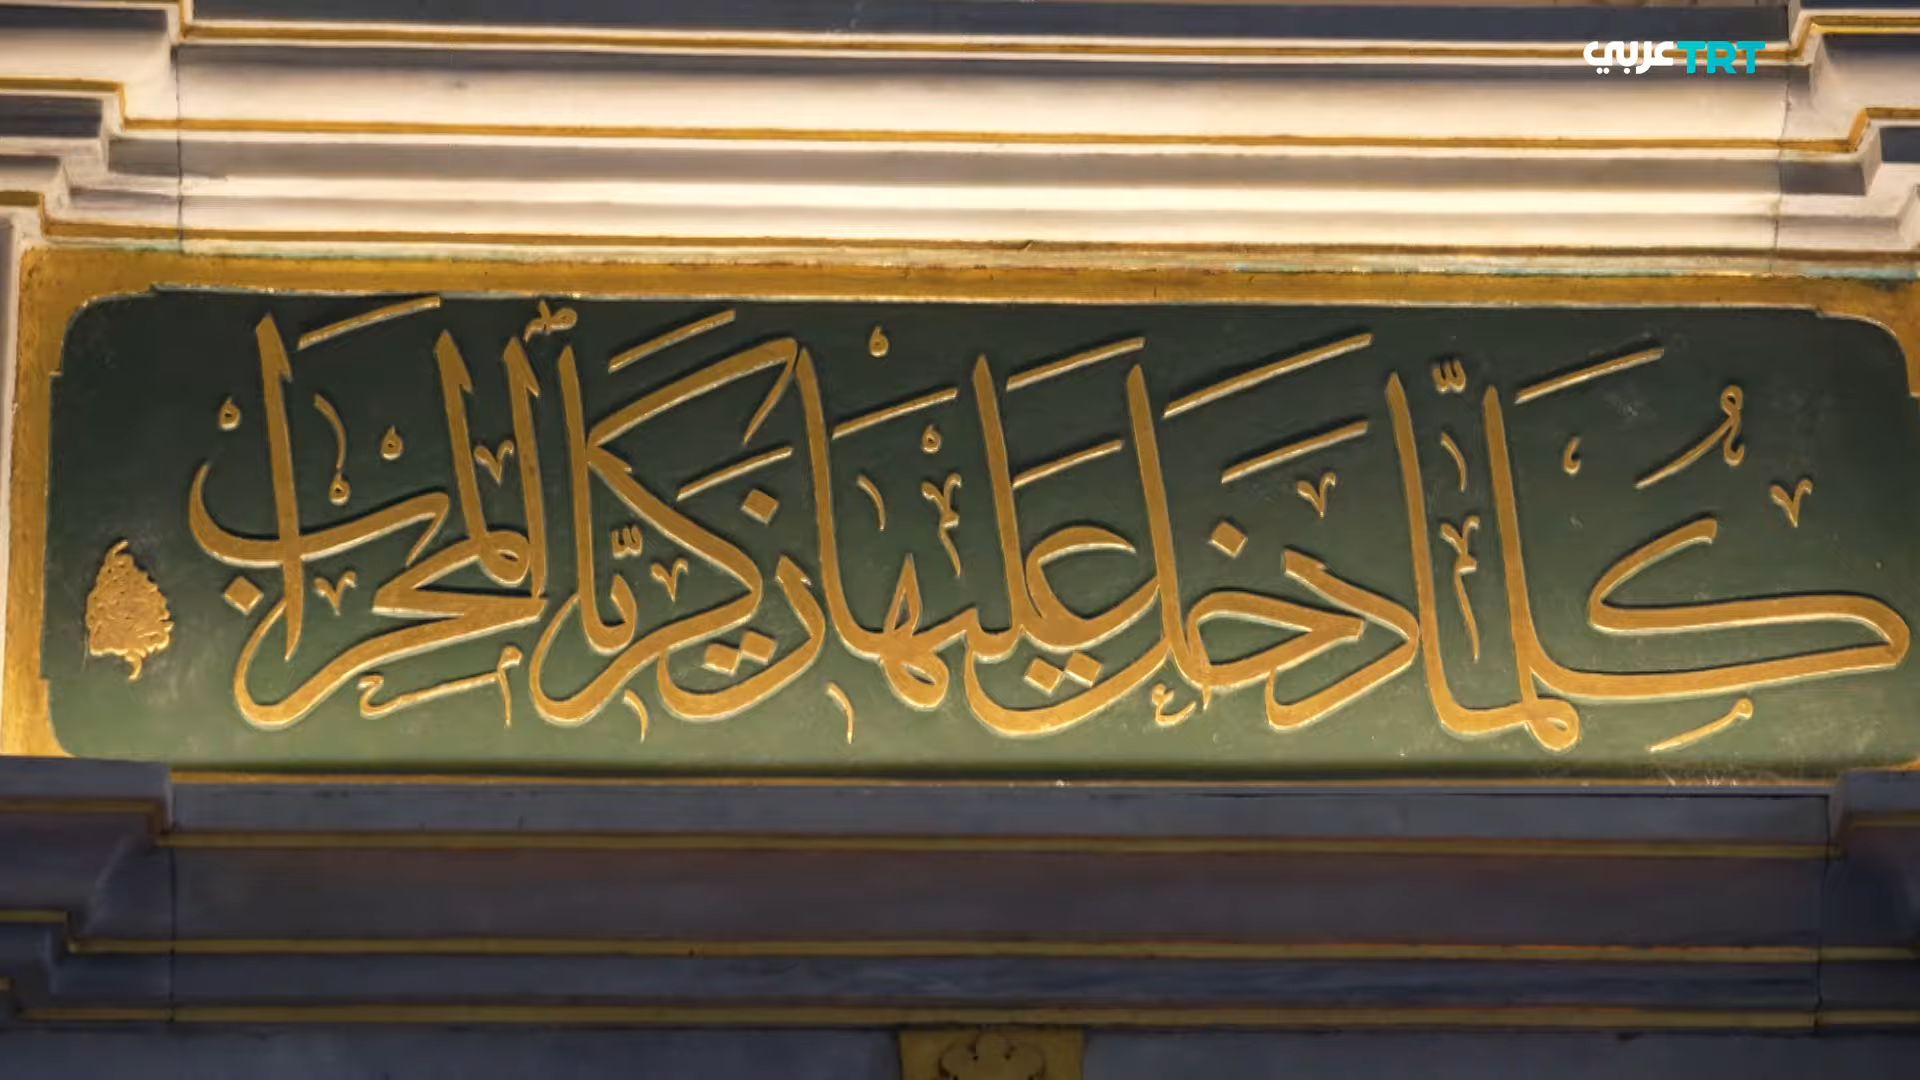 TRT عربي
كُلَّمَا دَخَلَ عَلَيْهَا زَكَرِيَّا الْمِحْرَابَ